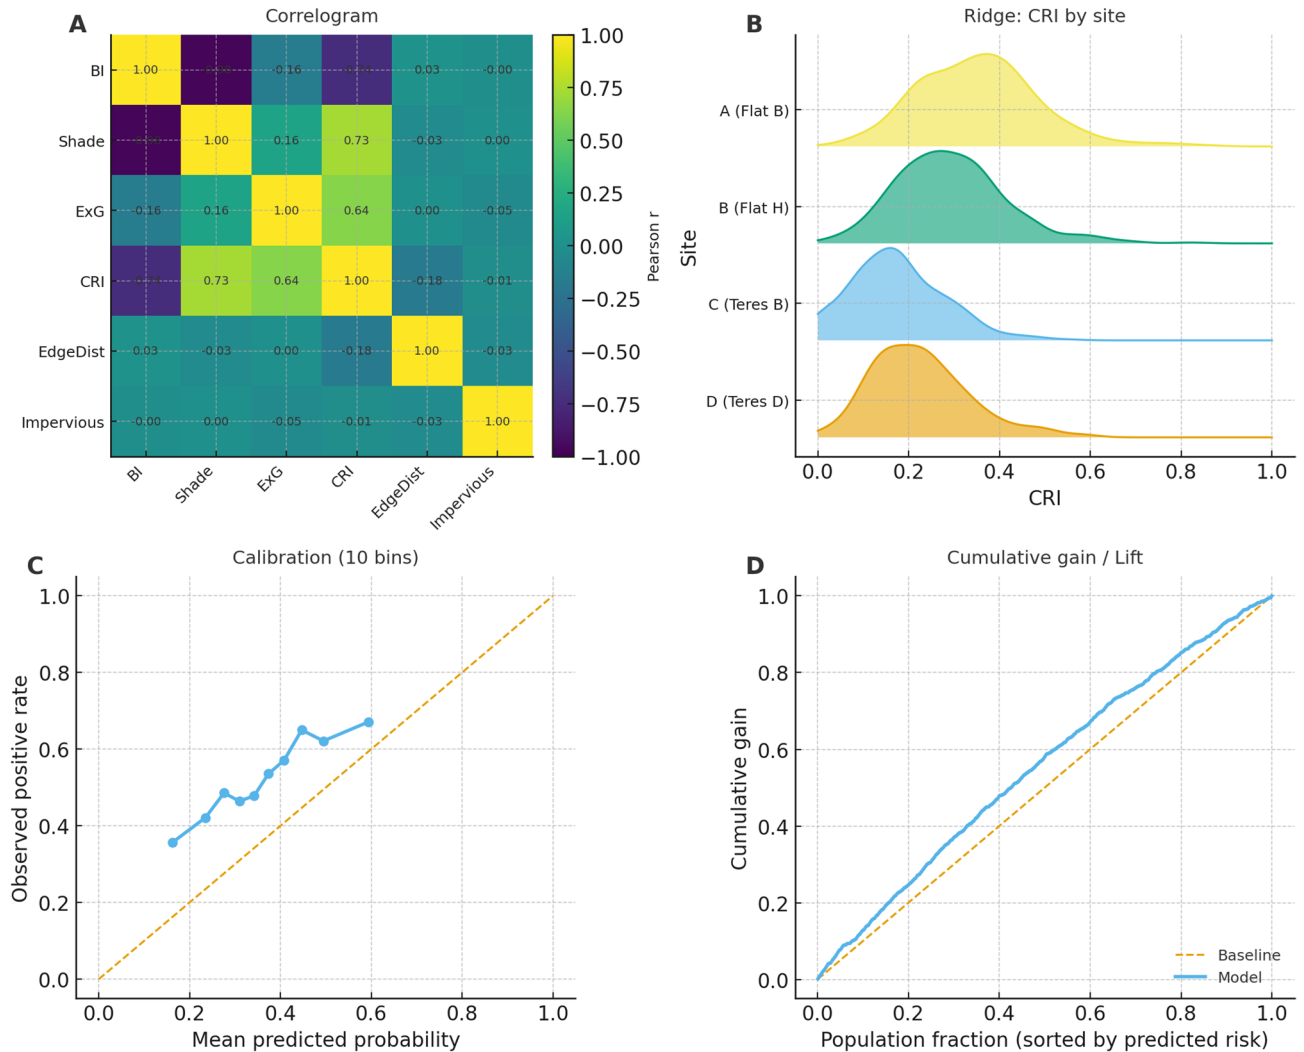 A
Correlogram
BI
Shade
ExG
CRI
EdgeDist
Impervious
1.00 -0.16 0.03 -0.00
1.00 0.16 0.73 -0.03 0.00
-0.16 0.16 1.00 0.64 0.00 -0.05
0.73 0.64 1.00 -0.18 -0.01
0.03 -0.03 0.00 -0.18 1.00 -0.03
-0.00 0.00 -0.05 -0.01 -0.03 1.00
BI
Shade
ExG
CRI
EdgeDist
Impervious
1.00
0.75
0.50
0.25
0.00
−0.25
−0.50
−0.75
−1.00
Pearson r
B
Ridge: CRI by site
Site
A (Flat B)
B (Flat H)
C (Teres B)
D (Teres D)
0.0 0.2 0.4 0.6 0.8 1.0
CRI
C
Calibration (10 bins)
Observed positive rate
1.0
0.8
0.6
0.4
0.2
0.0
0.0 0.2 0.4 0.6 0.8 1.0
Mean predicted probability
D
Cumulative gain / Lift
Cumulative gain
1.0
0.8
0.6
0.4
0.2
0.0
Baseline
Model
0.0 0.2 0.4 0.6 0.8 1.0
Population fraction (sorted by predicted risk)